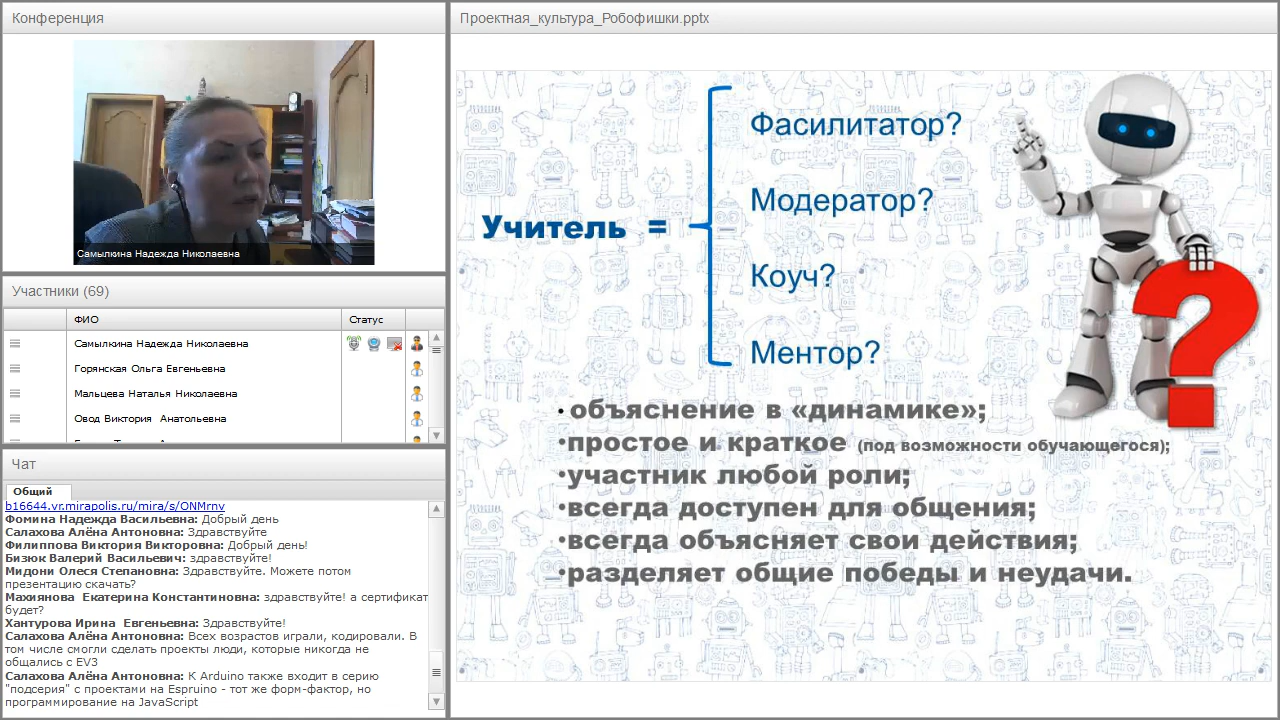 Конференция
Самылкина Надежда Николаевна
Участники (69)
ФИО
Статус
Самылкина Надежда Николаевна
Горянская Ольга Евгеньевна
Мальцева Наталья Николаевна
Овод Виктория Анатольевна
Чат
Общий
b16644.vr.mirapolis.ru/mira/s/ONMrnv
Фомина Надежда Васильевна: Добрый день
Салахова Алёна Антоновна: Здравствуйте
Филиппова Виктория Викторовна: Добрый день!
Бизюк Валерий Васильевич: здравствуйте!
Мидони Олеся Степановна: Здравствуйте. Можете потом
презентацию скачать?
Махиянова Екатерина Константиновна: здравствуйте! а сертификат
будет?
Хантурова Ирина Евгеньевна: Здравствуйте!
Салахова Алёна Антоновна: Всех возрастов играли, кодировали. В
том числе смогли сделать проекты люди, которые никогда не
общались с EV3
Салахова Алёна Антоновна: К Arduino также входит в серию
"подсерия" с проектами на Espruino - тот же форм-фактор, но
программирование на JavaScript
Проектная_культура_Робофишки.pptx
Учитель =
Фасилитатор?
Модератор?
Коуч?
Ментор?
• объяснение в «динамике»;
•простое и краткое (под возможности обучающегося);
•участник любой роли;
•всегда доступен для общения;
•всегда объясняет свои действия;
•разделяет общие победы и неудачи.